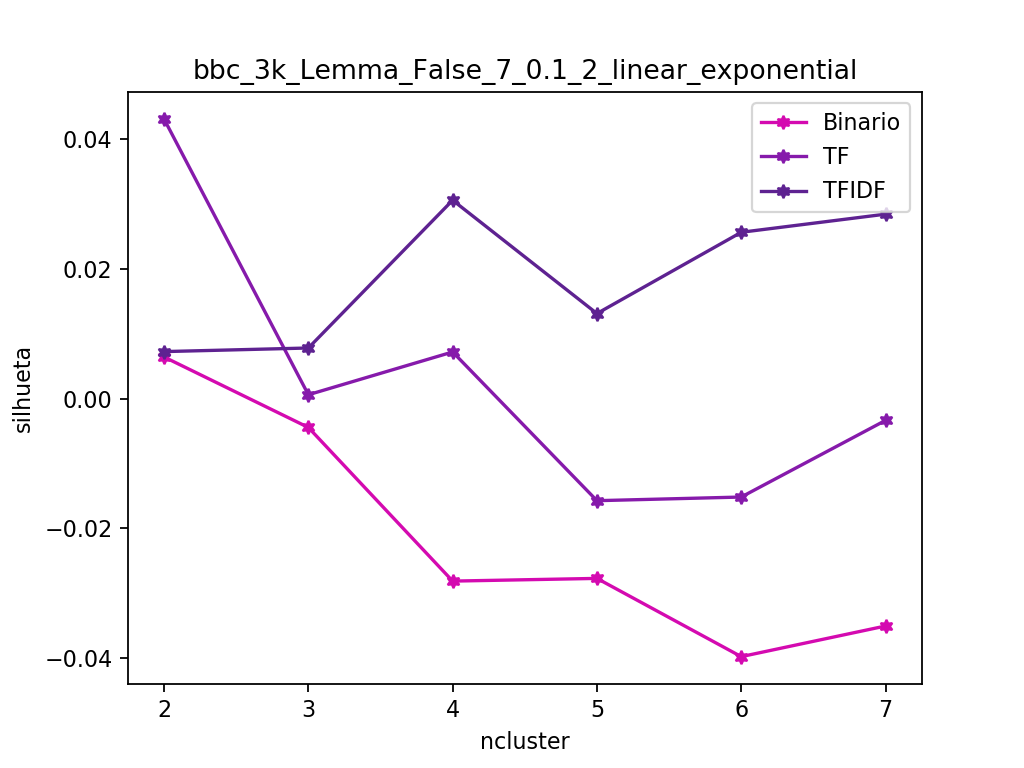 bbc_3k_Lemma_False_7_0.1_2_linear_exponential
Binario
TF
TFIDF
0.04
0.02
0.00
−0.02
−0.04
silhueta
2 3 4 5 6 7
ncluster